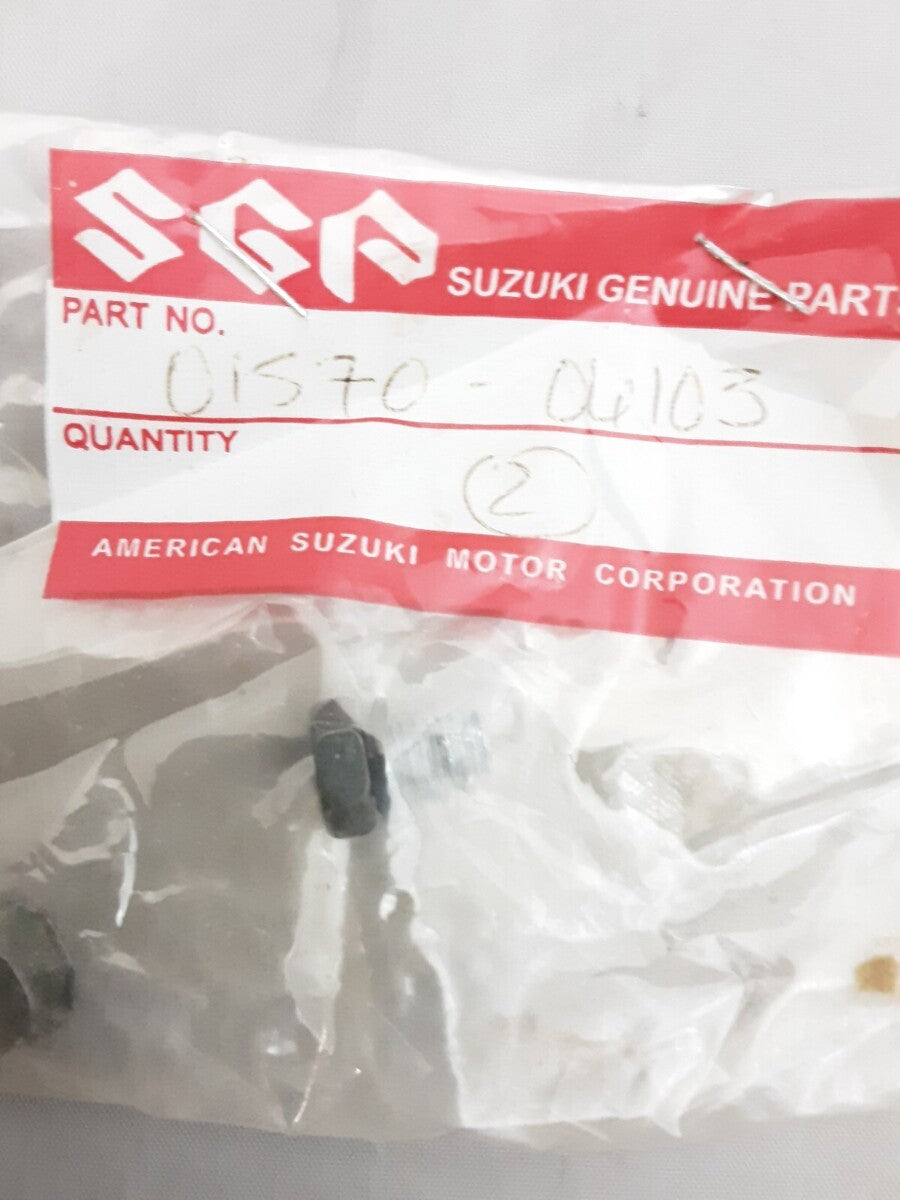 SGP
SUZUKI GENUINE PARTS
PART NO.
01570 - 06103
QUANTITY
2
AMERICAN SUZUKI MOTOR CORPORATION